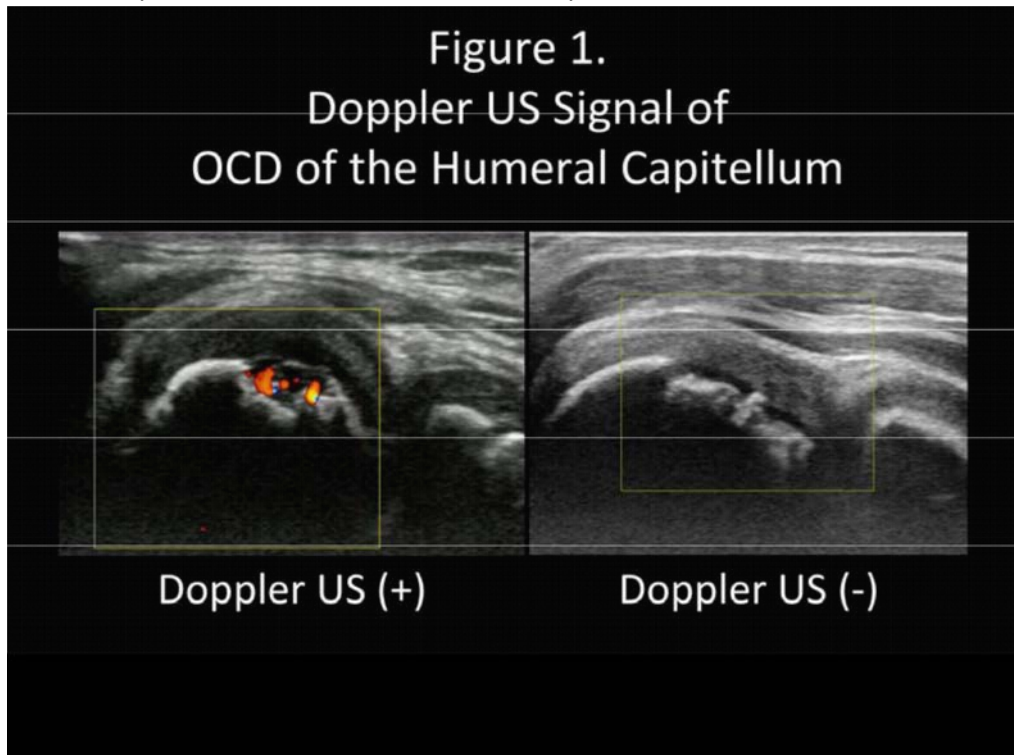 Figure 1.
Doppler US Signal of
OCD of the Humeral Capitellum
Doppler US (+)
Doppler US (-)